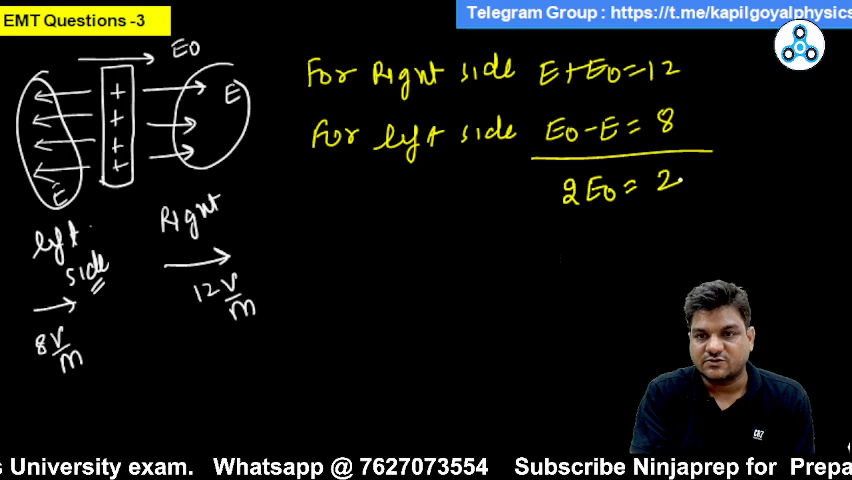 EMT Questions -3
Telegram Group : https://t.me/kapilgoyalphysics
E0
+
+
+
+
E
E
For Right side E+E0=12
For left side E0-E=8
2E0=2
left
side
8 V/m
Right
12 V/m
s University exam. Whatsapp @ 7627073554 Subscribe Ninjaprep for Prepa